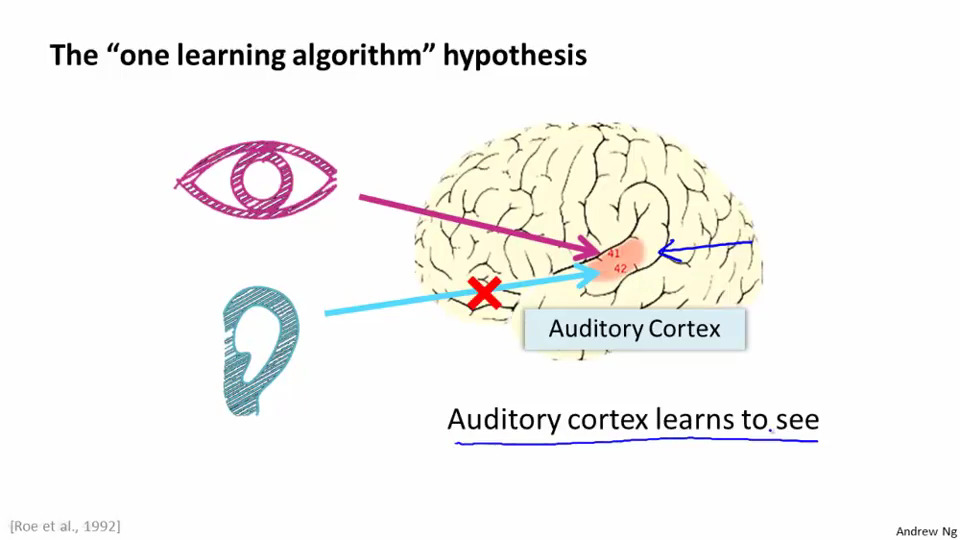 The “one learning algorithm” hypothesis
41
42
Auditory Cortex
Auditory cortex learns to see
[Roe et al., 1992]
Andrew Ng